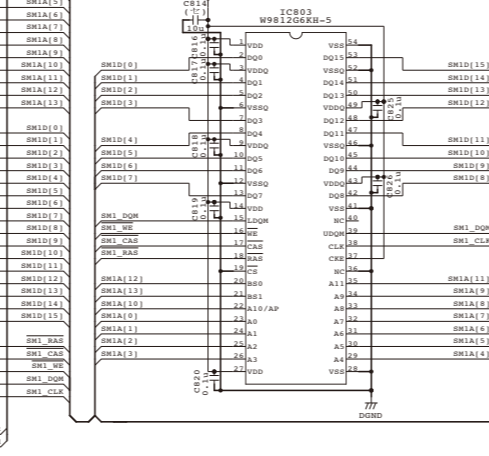 SM1A[5]
SM1A[6]
SM1A[7]
SM1A[8]
SM1A[9]
SM1A[10]
SM1A[11]
SM1A[12]
SM1A[13]
SM1D[0]
SM1D[1]
SM1D[2]
SM1D[3]
SM1D[4]
SM1D[5]
SM1D[6]
SM1D[7]
SM1D[8]
SM1D[9]
SM1D[10]
SM1D[11]
SM1D[12]
SM1D[13]
SM1D[14]
SM1D[15]
SM1_RAS
SM1_CAS
SM1_WE
SM1_DQM
SM1_CLK
SM1D[0]
SM1D[1]
SM1D[2]
SM1D[3]
SM1D[4]
SM1D[5]
SM1D[6]
SM1D[7]
SM1_DQM
SM1_WE
SM1_CAS
SM1_RAS
SM1A[12]
SM1A[13]
SM1A[10]
SM1A[0]
SM1A[1]
SM1A[2]
SM1A[3]
C814
10u
C816
0.1u
C817
0.1u
C818
0.1u
C819
0.1u
C820
0.1u
IC803
W9812G6KH-5
1 VDD
2 DQ0
3 VDDQ
4 DQ1
5 DQ2
6 VSSQ
7 DQ3
8 DQ4
9 VDDQ
10 DQ5
11 DQ6
12 VSSQ
13 DQ7
14 VDD
15 LDQM
16 WE
17 CAS
18 RAS
19 CS
20 BS0
21 BS1
22 A10/AP
23 A0
24 A1
25 A2
26 A3
27 VDD
VSS 54
DQ15 53
VSSQ 52
DQ14 51
DQ13 50
VDDQ 49
DQ12 48
DQ11 47
VSSQ 46
DQ10 45
DQ9 44
VDDQ 43
DQ8 42
VSS 41
NC 40
UDQM 39
CLK 38
CKE 37
NC 36
A11 35
A9 34
A8 33
A7 32
A6 31
A5 30
A4 29
VSS 28
C825
0.1u
C826
0.1u
DGND
SM1D[15]
SM1D[14]
SM1D[13]
SM1D[12]
SM1D[11]
SM1D[10]
SM1D[9]
SM1D[8]
SM1_DQM
SM1_CLK
SM1A[11]
SM1A[9]
SM1A[8]
SM1A[7]
SM1A[6]
SM1A[5]
SM1A[4]